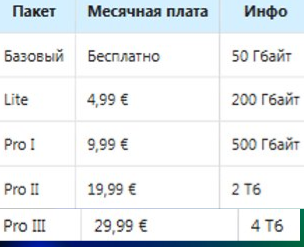 Пакет Месячная плата Инфо
Базовый Бесплатно 50 Гбайт
Lite 4,99 € 200 Гбайт
Pro I 9,99 € 500 Гбайт
Pro II 19,99 € 2 Тб
Pro III 29,99 € 4 Тб